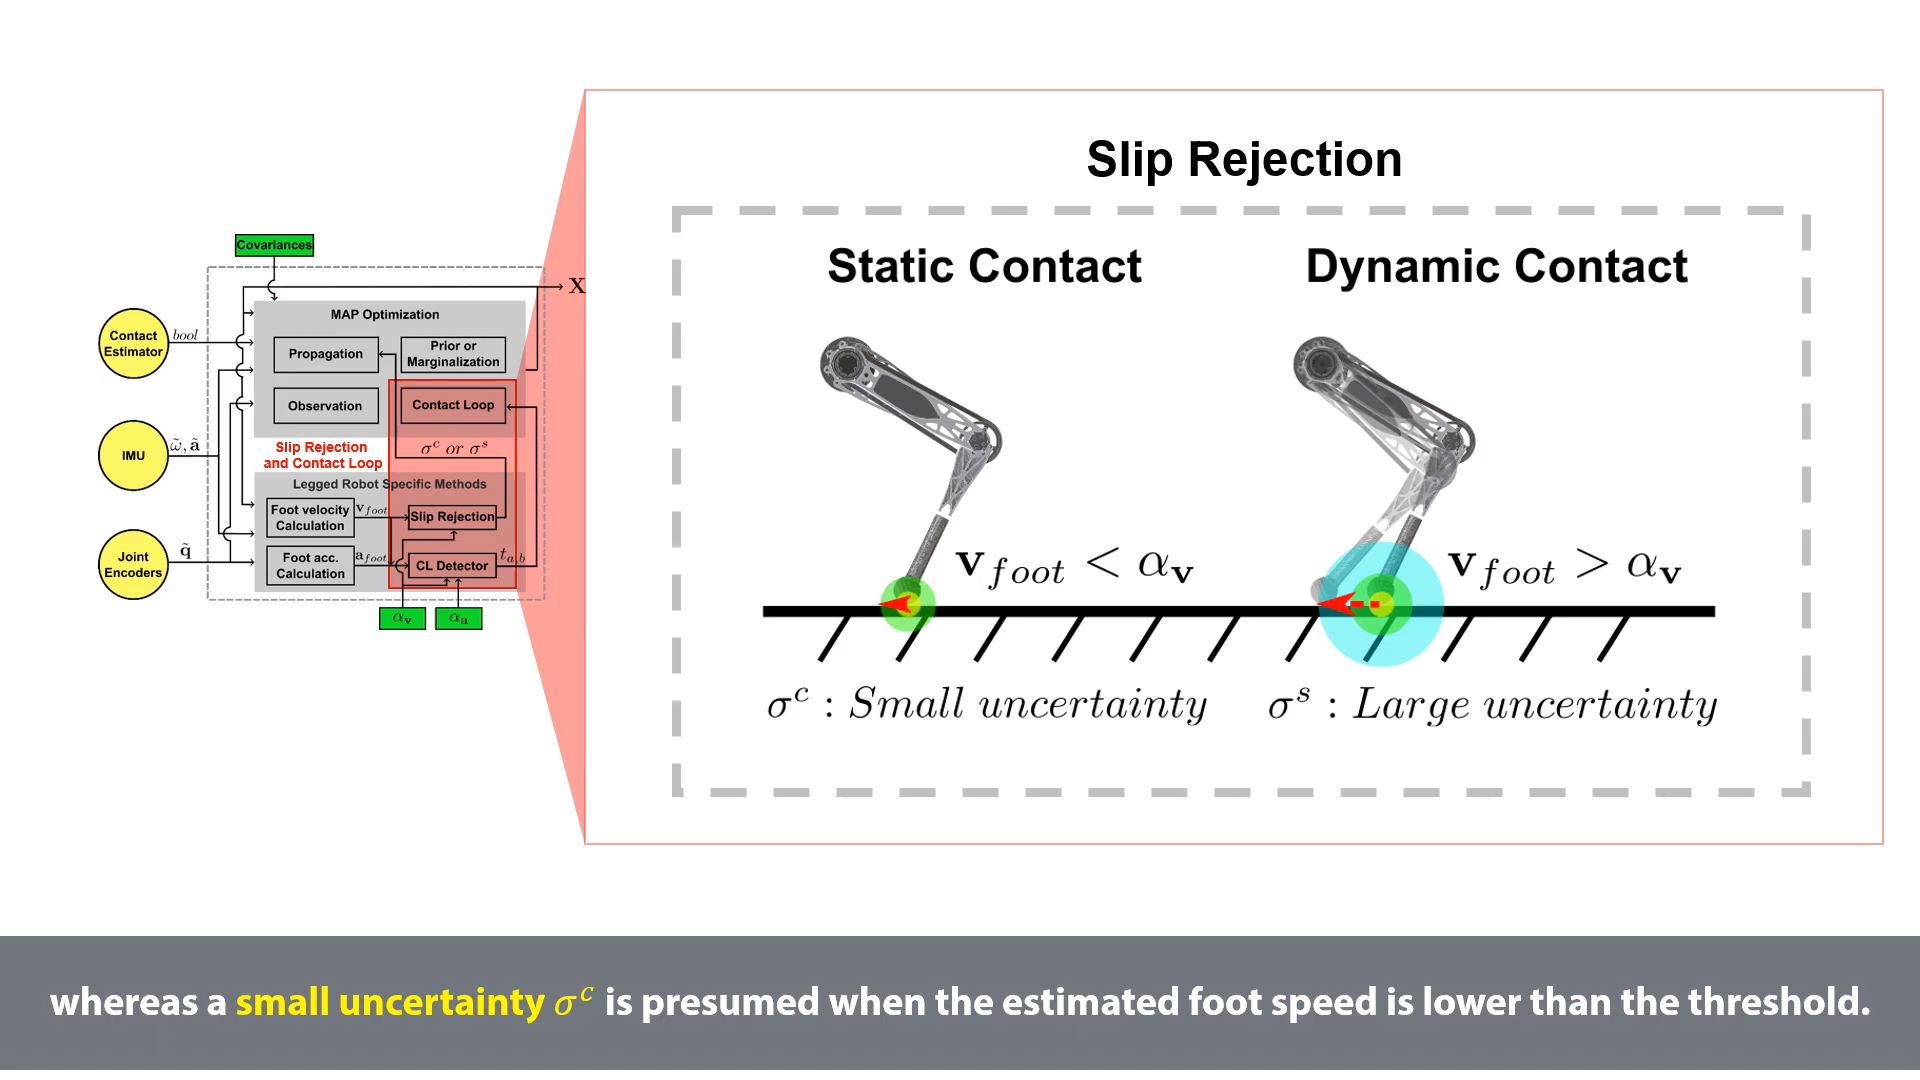 Slip Rejection
Static Contact
Dynamic Contact
v_foot < α_v
v_foot > α_v
σ^c : Small uncertainty
σ^s : Large uncertainty
Covariances
X
MAP Optimization
Contact
Estimator
bool
Propagation
Prior or
Marginalization
Observation
Contact Loop
IMU
ω̃, ã
Slip Rejection
and Contact Loop
σ^c or σ^s
Legged Robot Specific Methods
Foot velocity
Calculation
v_foot
Slip Rejection
Joint
Encoders
q̃
Foot acc.
Calculation
a_foot
CL Detector
t_a,b
α_v
α_a
whereas a small uncertainty σ^c is presumed when the estimated foot speed is lower than the threshold.